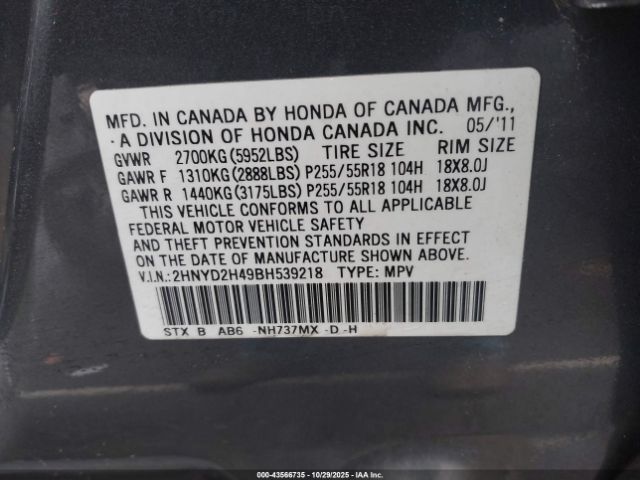 MFD. IN CANADA BY HONDA OF CANADA MFG.,
A DIVISION OF HONDA CANADA INC. 05/'11
GVWR 2700KG(5952LBS) TIRE SIZE RIM SIZE
GAWR F 1310KG(2888LBS) P255/55R18 104H 18X8.0J
GAWR R 1440KG(3175LBS) P255/55R18 104H 18X8.0J
THIS VEHICLE CONFORMS TO ALL APPLICABLE
FEDERAL MOTOR VEHICLE SAFETY
AND THEFT PREVENTION STANDARDS IN EFFECT
ON THE DATE OF MANUFACTURE SHOWN ABOVE.
V.I.N.:2HNYD2H49BH539218 TYPE: MPV
STX B AB6 -NH737MX -D -H
000-43566735 - 10/29/2025 - IAA, Inc.